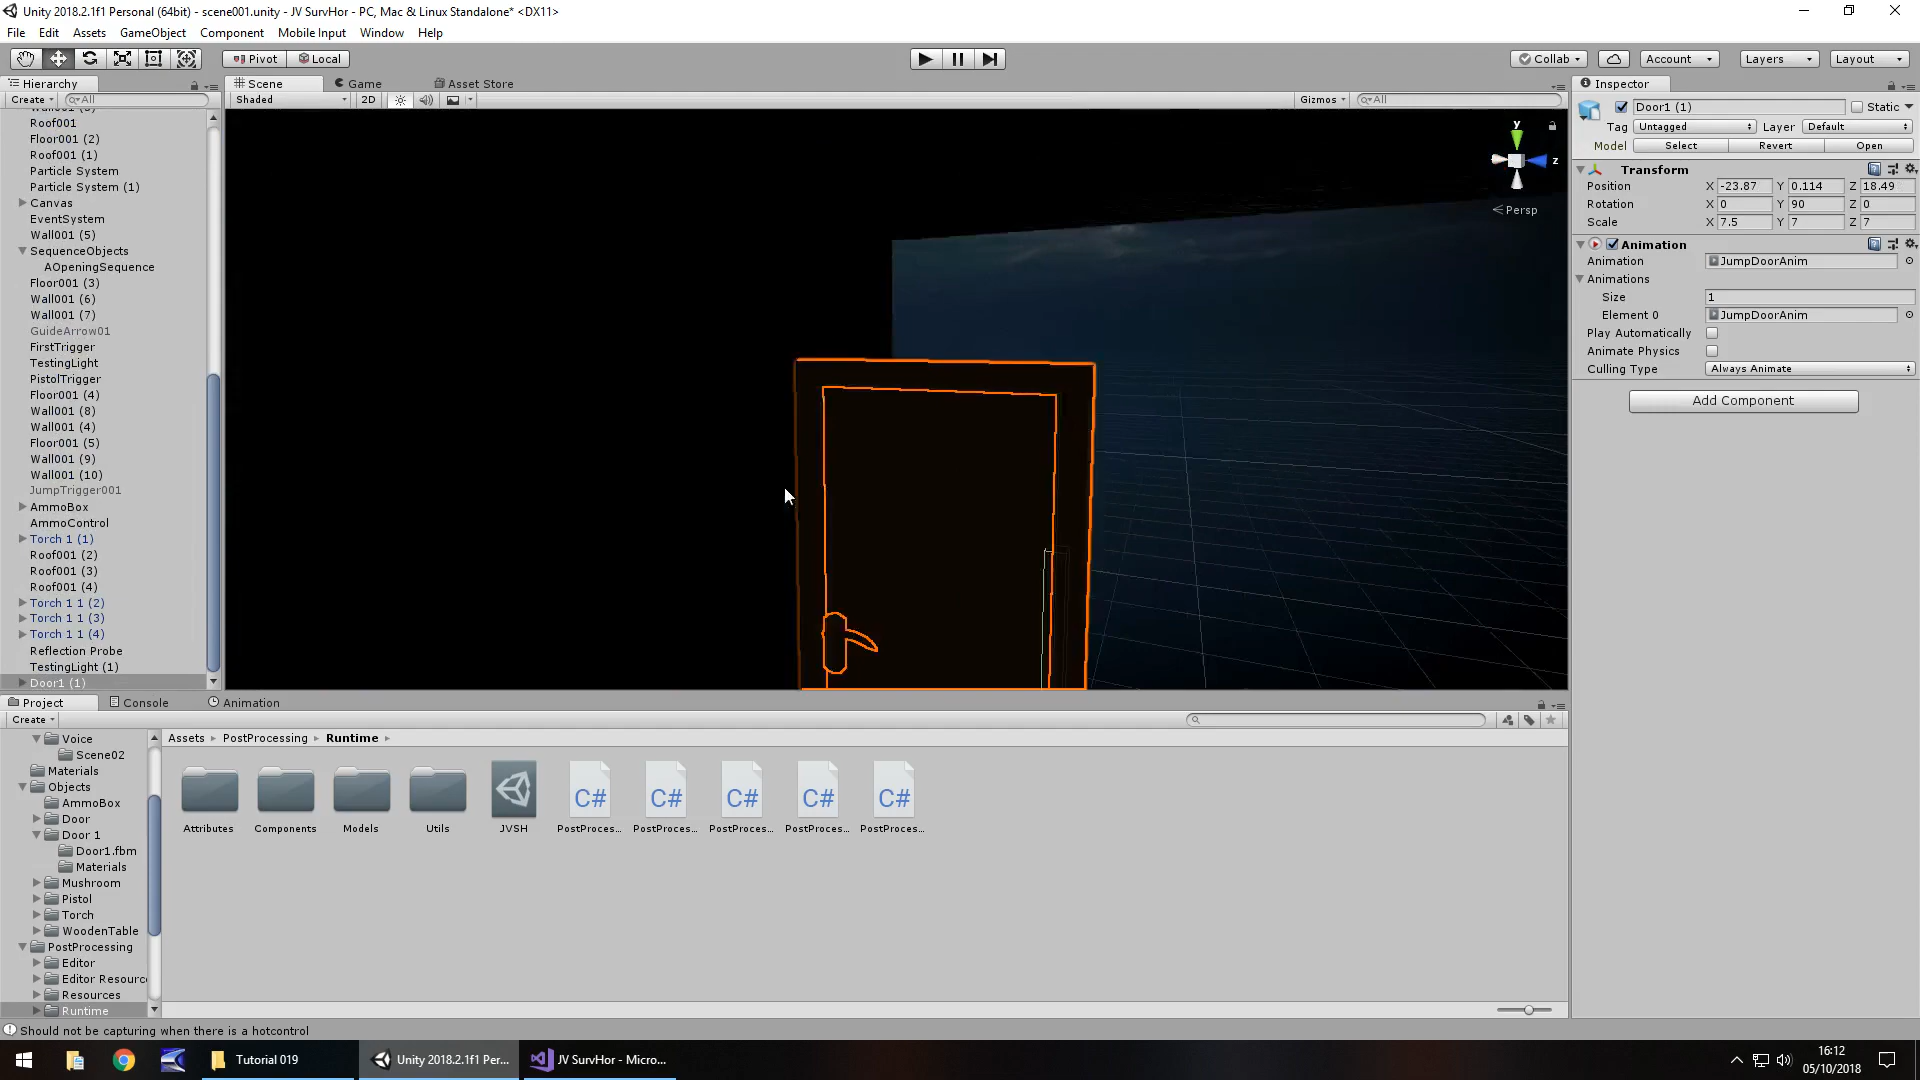 Unity 2018.2.1f1 Personal (64bit) - scene001.unity - JV SurvHor - PC, Mac & Linux Standalone* <DX11>
File Edit Assets GameObject Component Mobile Input Window Help
Pivot Local Collab Account Layers Layout
Hierarchy Scene Game Asset Store Inspector
Create All Shaded 2D Gizmos All
Roof001
Floor001 (2)
Roof001 (1)
Particle System
Particle System (1)
Canvas
EventSystem
Wall001 (5)
SequenceObjects
AOpeningSequence
Floor001 (3)
Wall001 (6)
Wall001 (7)
GuideArrow01
FirstTrigger
TestingLight
PistolTrigger
Floor001 (4)
Wall001 (8)
Wall001 (4)
Floor001 (5)
Wall001 (9)
Wall001 (10)
JumpTrigger001
AmmoBox
AmmoControl
Torch 1 (1)
Roof001 (2)
Roof001 (3)
Roof001 (4)
Torch 1 1 (2)
Torch 1 1 (3)
Torch 1 1 (4)
Reflection Probe
TestingLight (1)
Door1 (1)
y
z
Persp
Door1 (1) Static
Tag Untagged Layer Default
Model Select Revert Open
Transform
Position X -23.87 Y 0.114 Z 18.49
Rotation X 0 Y 90 Z 0
Scale X 7.5 Y 7 Z 7
Animation
Animation JumpDoorAnim
Animations
Size 1
Element 0 JumpDoorAnim
Play Automatically
Animate Physics
Culling Type Always Animate
Add Component
Project Console Animation
Create
Voice
Scene02
Materials
Objects
AmmoBox
Door
Door 1
Door1.fbm
Materials
Mushroom
Pistol
Torch
WoodenTable
PostProcessing
Editor
Editor Resourc
Resources
Runtime
Assets PostProcessing Runtime
C# C# C# C# C#
Attributes Components Models Utils JVSH PostProces... PostProces... PostProces... PostProces... PostProces...
Should not be capturing when there is a hotcontrol
Tutorial 019 Unity 2018.2.1f1 Per... JV SurvHor - Micro...
16:12
05/10/2018